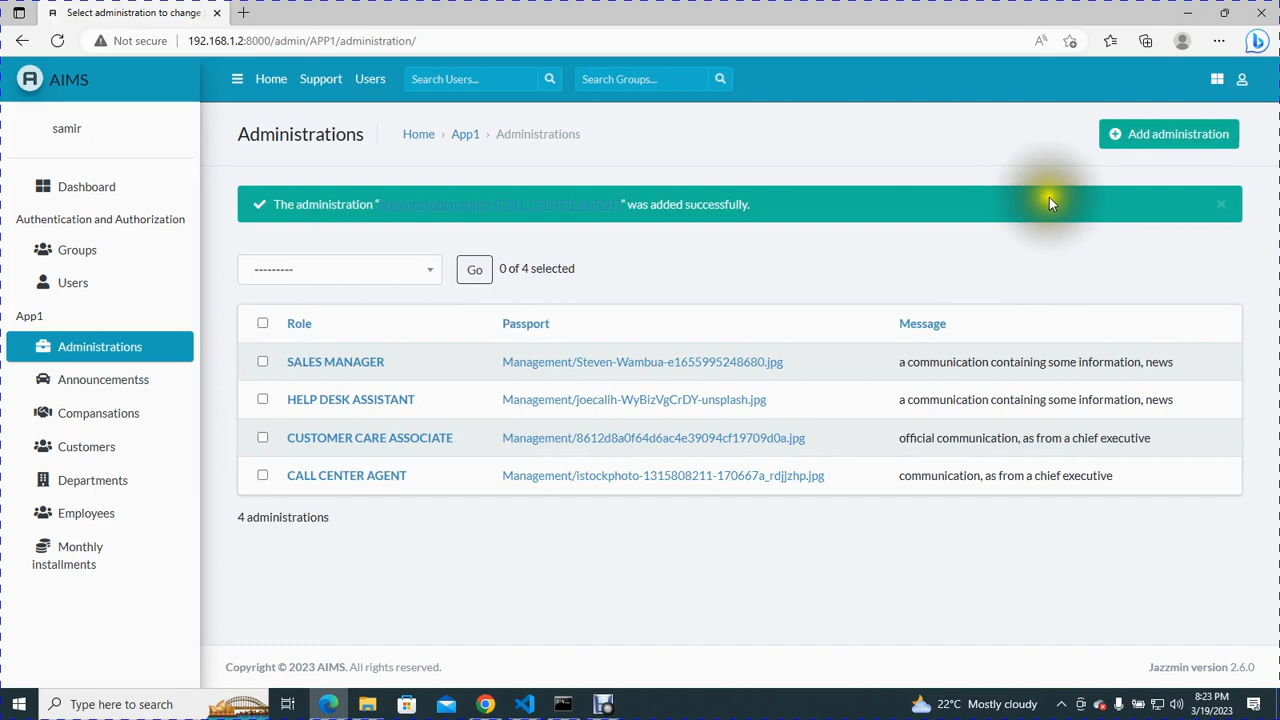 Select administration to change
Not secure
192.168.1.2:8000/admin/APP1/administration/
AIMS
Home
Support
Users
Search Users...
Search Groups...
samir
Administrations
Home › App1 › Administrations
Add administration
The administration “Administration object (CALL CENTER AGENT)” was added successfully.
Dashboard
Authentication and Authorization
Groups
Users
App1
Administrations
Announcementss
Compansations
Customers
Departments
Employees
Monthly
installments
---------
Go
0 of 4 selected
Role Passport Message
SALES MANAGER Management/Steven-Wambua-e1655995248680.jpg a communication containing some information, news
HELP DESK ASSISTANT Management/joecalih-WyBizVgCrDY-unsplash.jpg a communication containing some information, news
CUSTOMER CARE ASSOCIATE Management/8612d8a0f64d6ac4e39094cf19709d0a.jpg official communication, as from a chief executive
CALL CENTER AGENT Management/istockphoto-1315808211-170667a_rdjjzhp.jpg communication, as from a chief executive
4 administrations
Copyright © 2023 AIMS. All rights reserved.
Jazzmin version 2.6.0
Type here to search
22°C Mostly cloudy
8:23 PM
3/19/2023